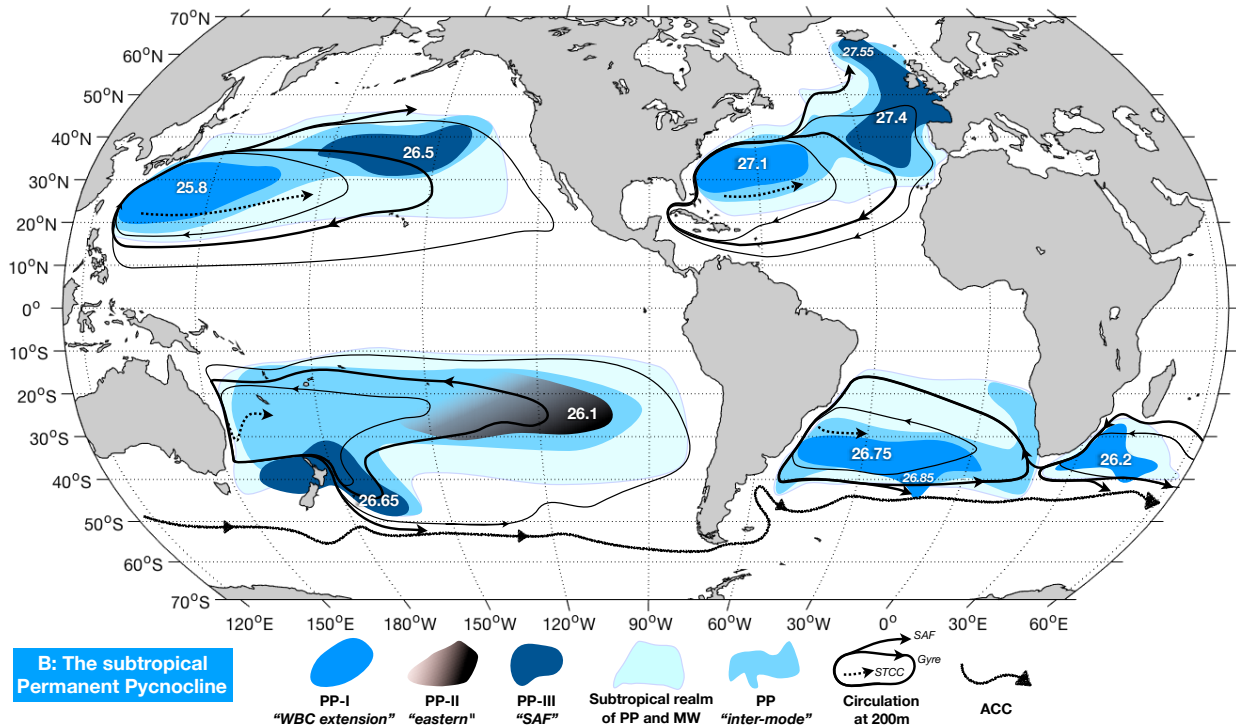 70°N
60°N
50°N
40°N
30°N
20°N
10°N
0°
10°S
20°S
30°S
40°S
50°S
60°S
70°S
120°E
150°E
180°W
150°W
120°W
90°W
60°W
30°W
0°
30°E
60°E
25.8
26.5
27.1
27.4
27.55
26.1
26.65
26.75
26.85
26.2
B: The subtropical
Permanent Pycnocline
PP-I
"WBC extension"
PP-II
"eastern"
PP-III
"SAF"
Subtropical realm
of PP and MW
PP
"inter-mode"
SAF
Gyre
STCC
Circulation
at 200m
ACC